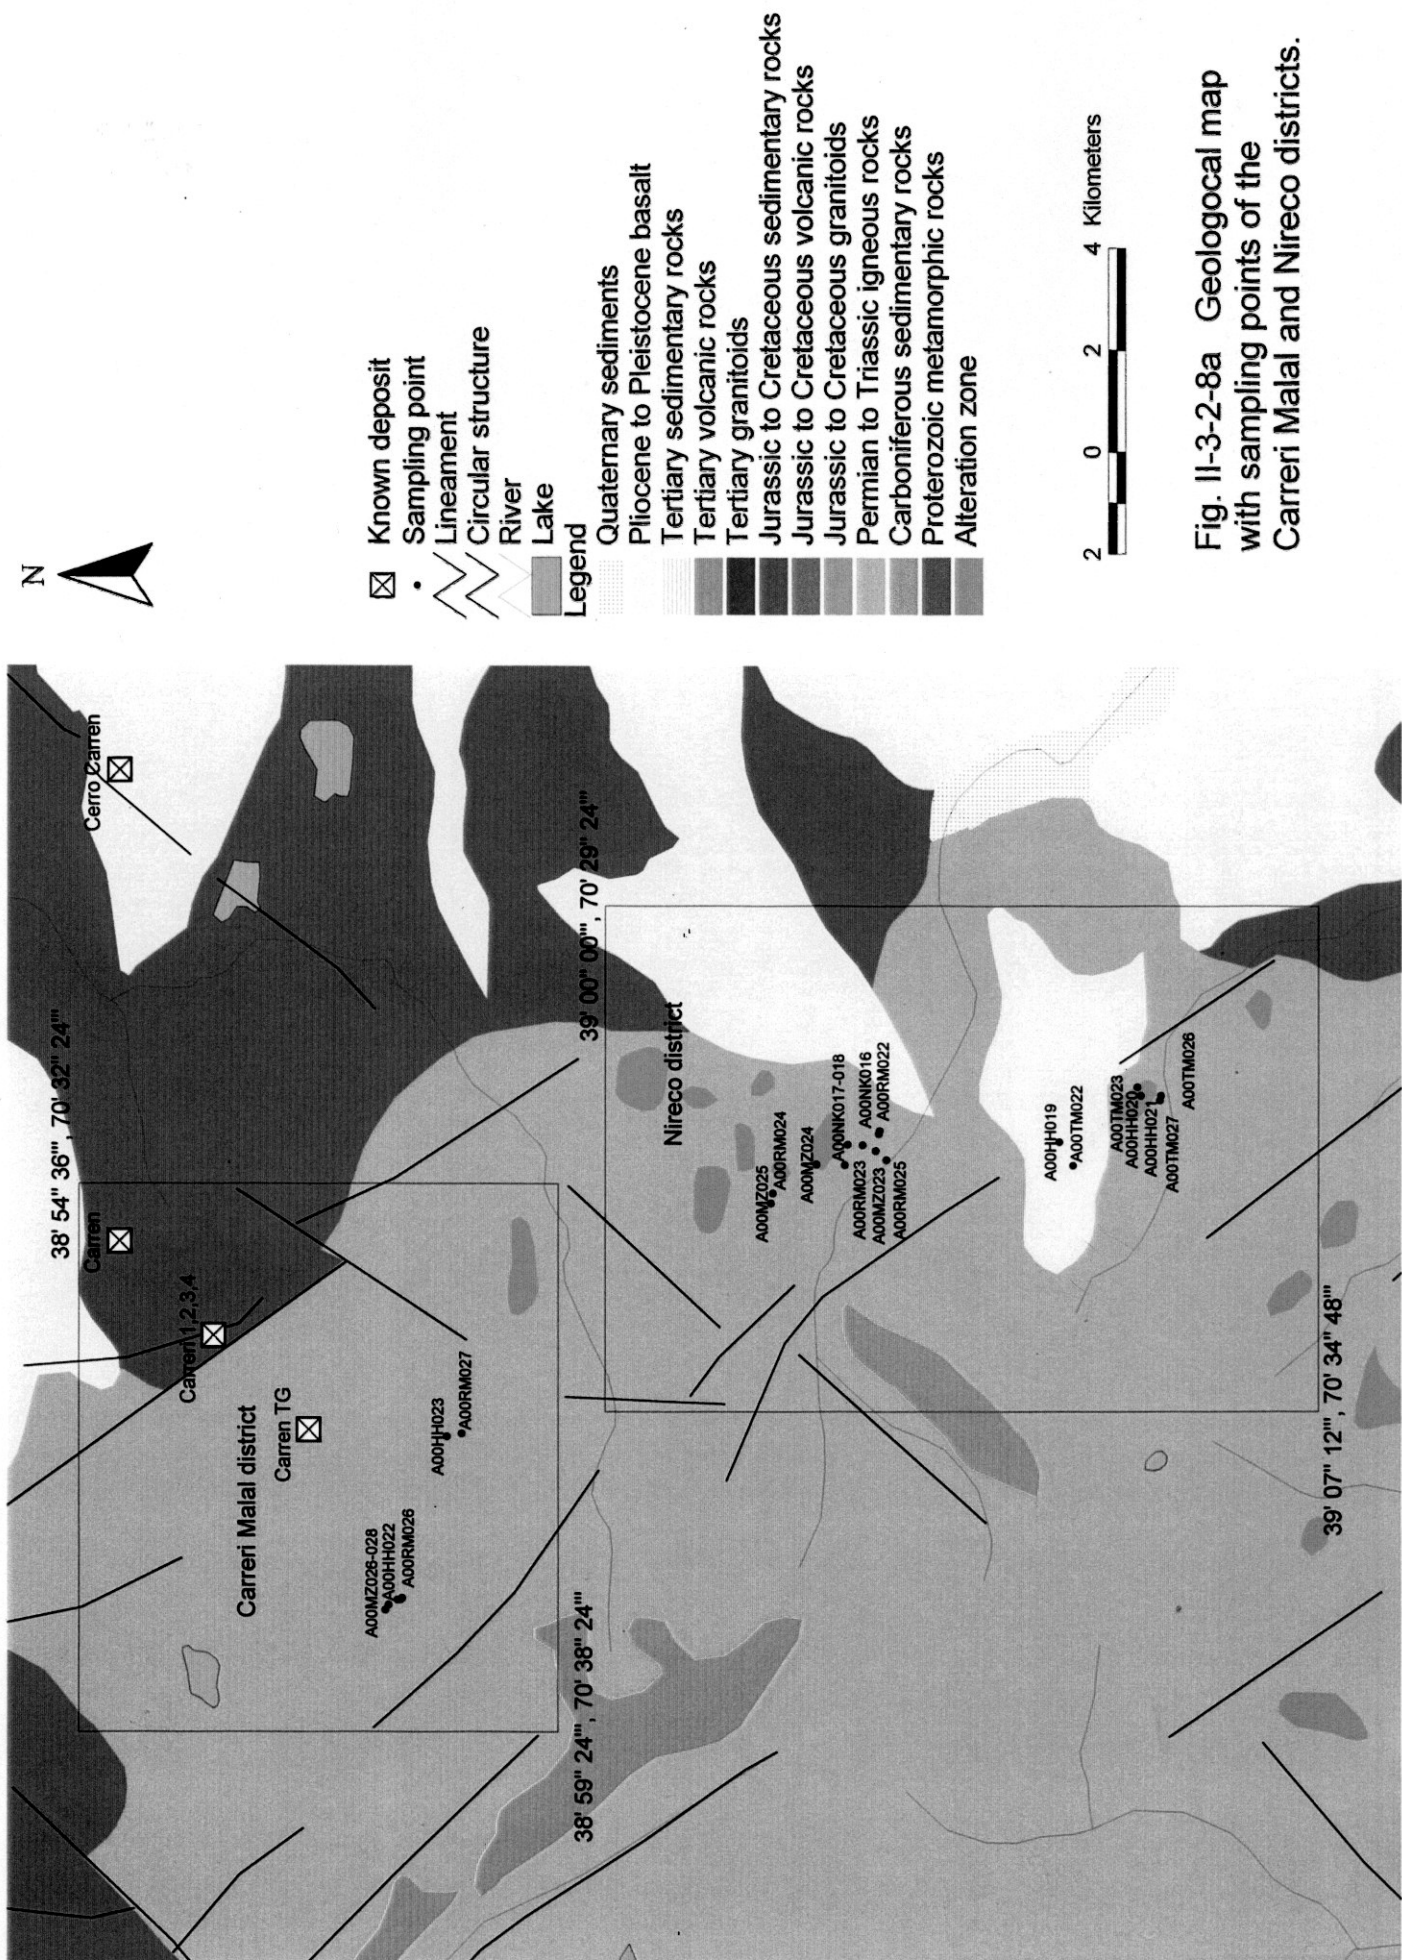 N
Known deposit
Sampling point
Lineament
Circular structure
River
Lake
Legend
Quaternary sediments
Pliocene to Pleistocene basalt
Tertiary sedimentary rocks
Tertiary volcanic rocks
Tertiary granitoids
Jurassic to Cretaceous sedimentary rocks
Jurassic to Cretaceous volcanic rocks
Jurassic to Cretaceous granitoids
Permian to Triassic igneous rocks
Carboniferous sedimentary rocks
Proterozoic metamorphic rocks
Alteration zone
2 0 2 4 Kilometers
Fig. III-3-2-8a Geologocal map
with sampling points of the
Carreri Malal and Nireco districts.
38' 54" 36"', 70' 32" 24"'
Cerro Carren
Carren
Carreri 1,2,3,4
Carreri Malal district
Carren TG
A00MZ026-028
A00HH022
A00RM026
A00HH023
A00RM027
38' 59" 24"', 70' 38" 24"'
39' 00" 00"', 70' 29" 24"'
Nireco district
A00MZ025
A00RM024
A00MZ024
A00NK017-018
A00RM023
A00NK016
A00MZ023
A00RM022
A00RM025
A00HH019
A00TM022
A00TM023
A00HH020
A00HH021
A00TM027
A00TM026
39' 07" 12"', 70' 34" 48"'